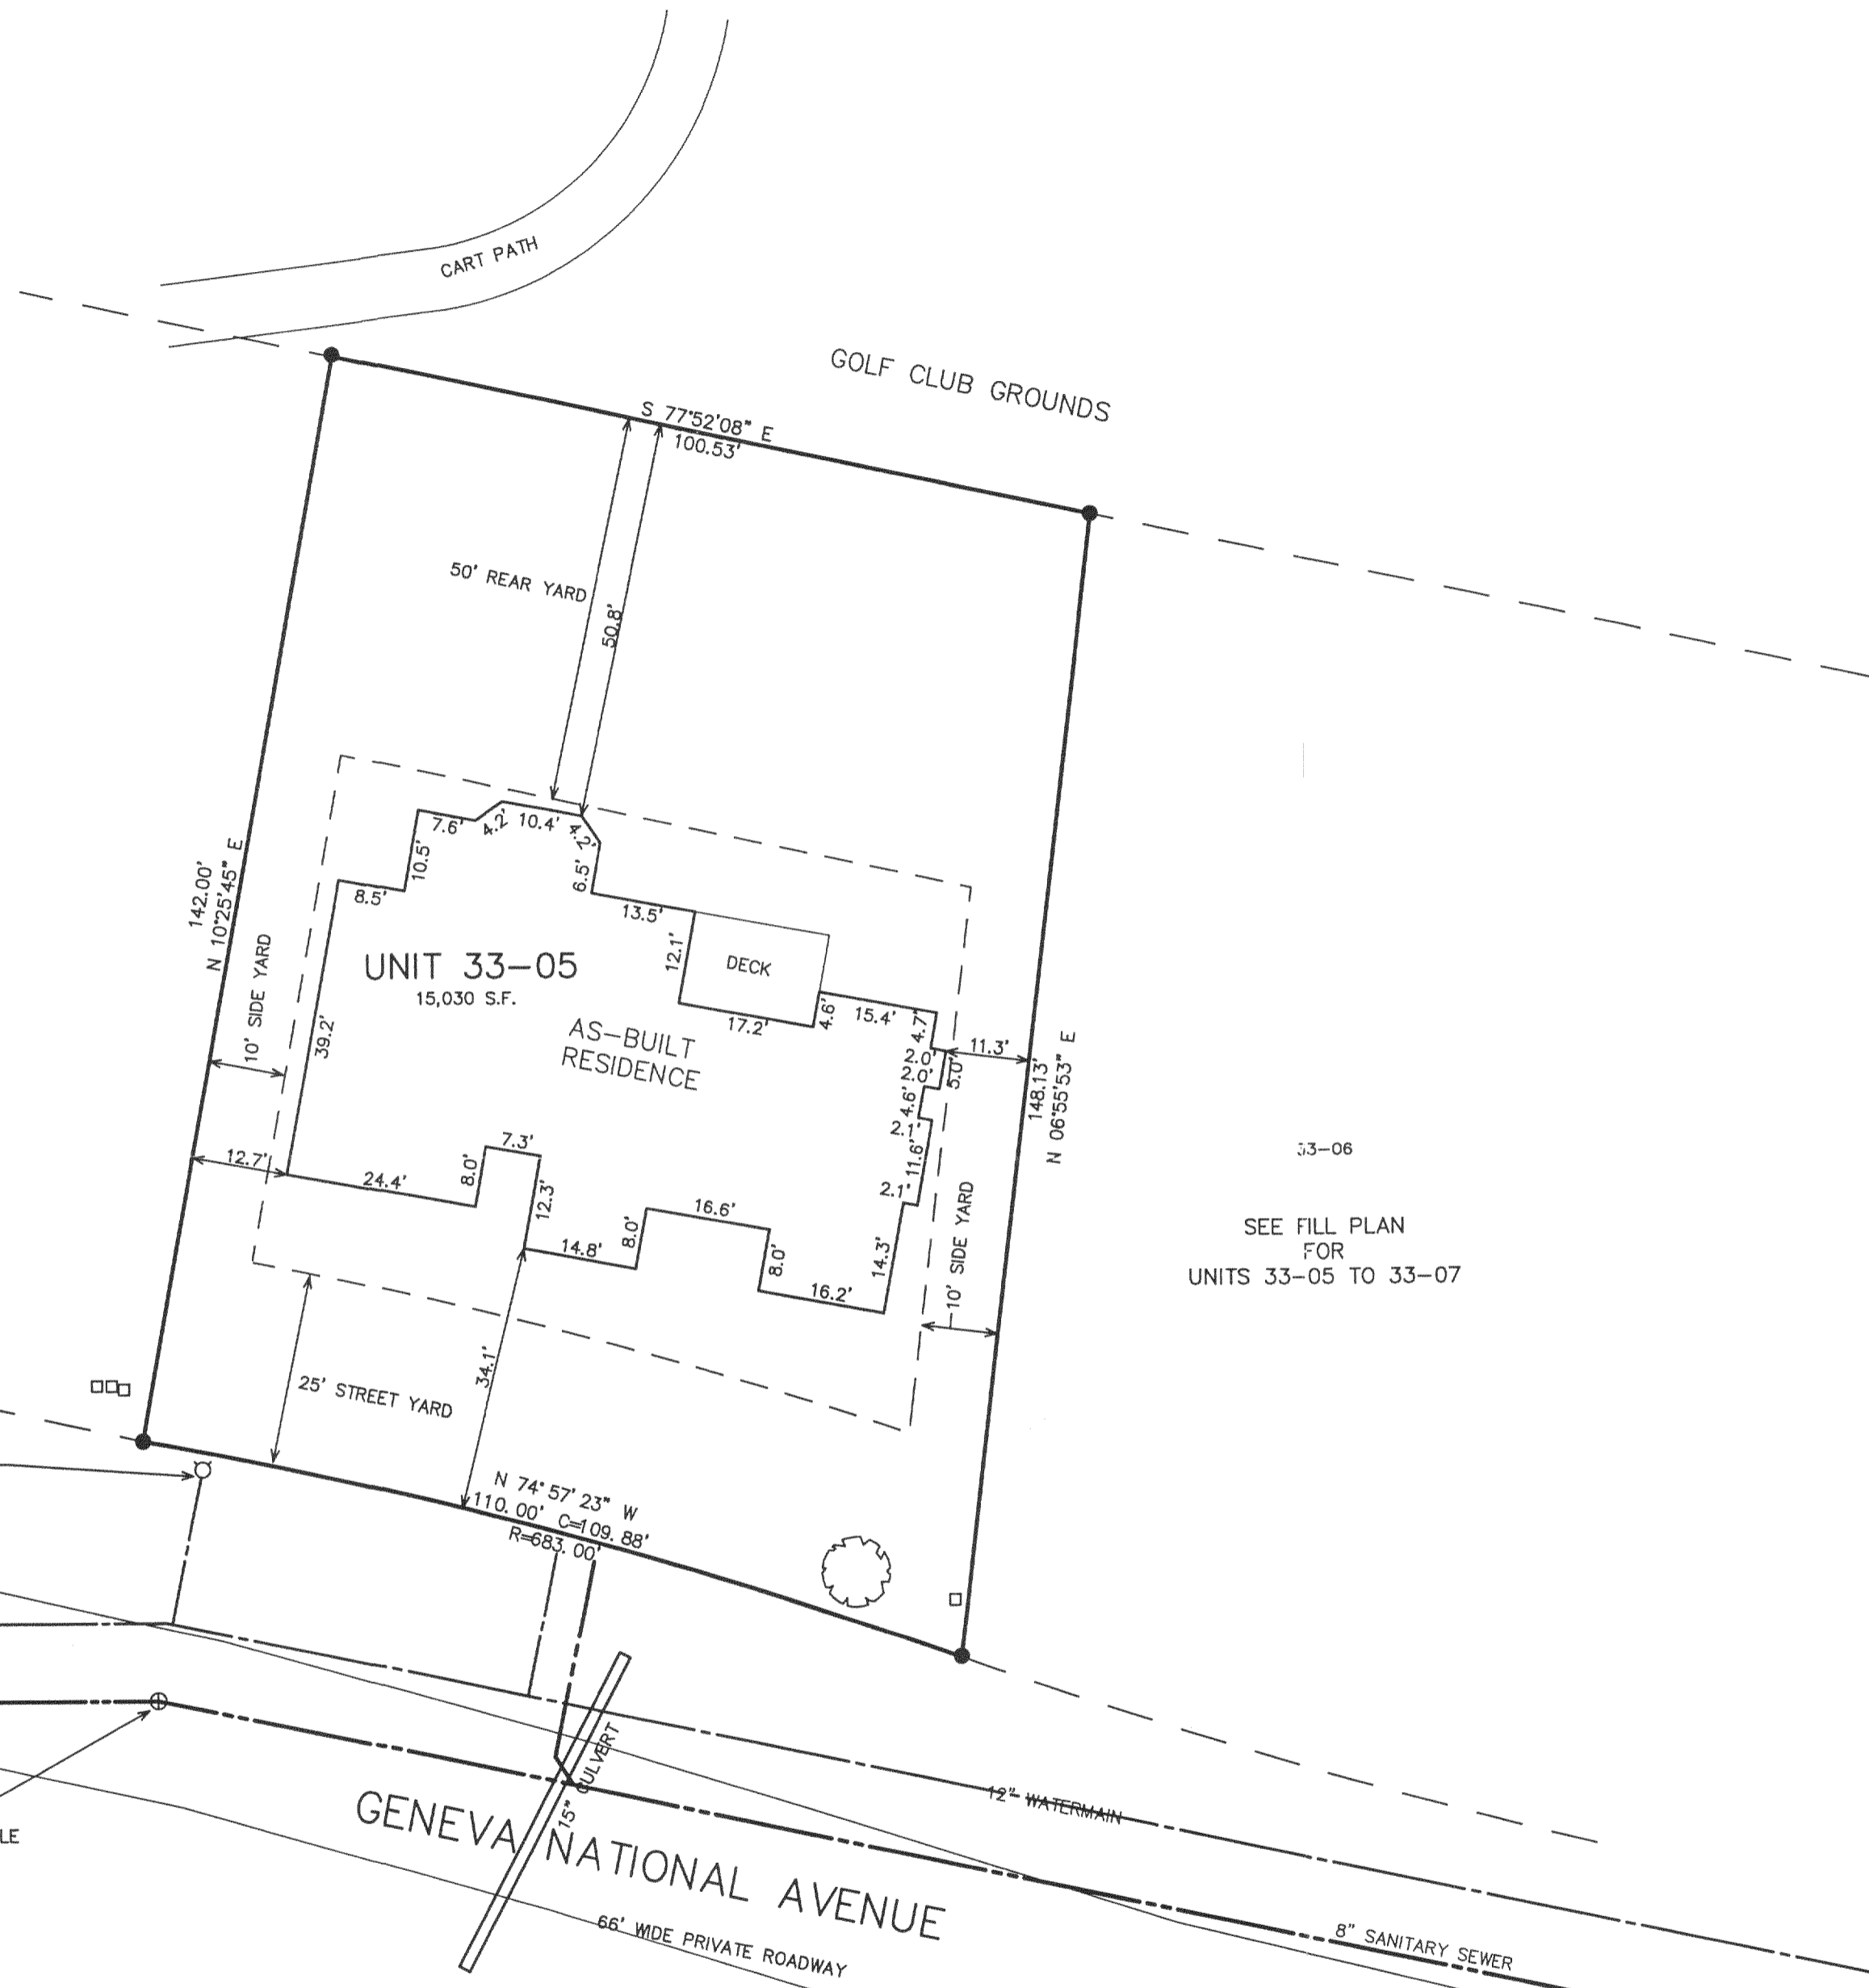 CART PATH
GOLF CLUB GROUNDS
S 77°52'08" E
100.53'
50' REAR YARD
50.8'
7.6'
4.2'
10.4'
4.2'
10.5'
6.5'
8.5'
13.5'
142.00'
N 10°25'45" E
10' SIDE YARD
UNIT 33-05
15,030 S.F.
12.1'
DECK
39.2'
AS-BUILT
RESIDENCE
17.2'
4.6'
15.4'
4.7'
2.0'
2.0'
5.0'
11.3'
4.6'
2.1'
11.6'
2.1'
148.13'
N 06°55'53" E
12.7'
24.4'
8.0'
7.3'
12.3'
14.8'
8.0'
16.6'
8.0'
16.2'
14.3'
10' SIDE YARD
33-06
SEE FILL PLAN
FOR
UNITS 33-05 TO 33-07
25' STREET YARD
34.1'
N 74°57'23" W
110.00' C=109.88'
R=683.00'
15" CULVERT
12" WATERMAIN
GENEVA NATIONAL AVENUE
66' WIDE PRIVATE ROADWAY
8" SANITARY SEWER
LE